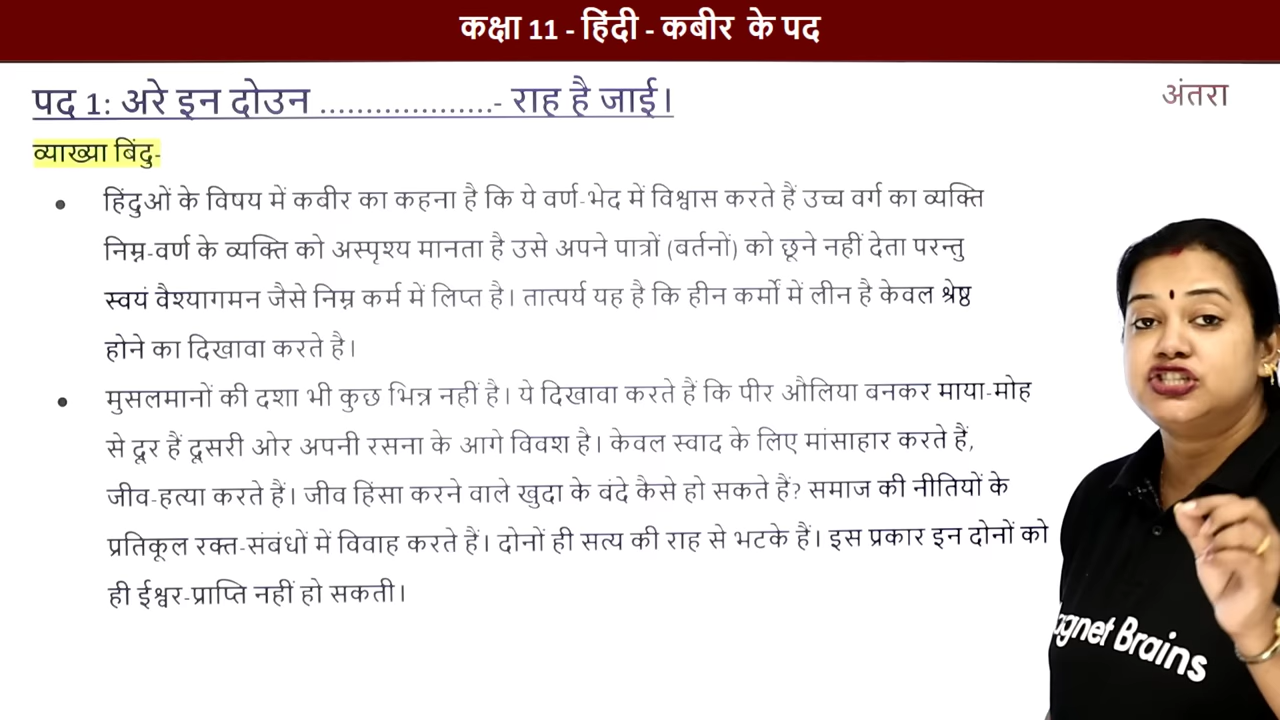 कक्षा 11 - हिंदी - कबीर के पद
पद 1: अरे इन दोउन ...................- राह है जाई।
अंतरा
व्याख्या बिंदु-
• हिंदुओं के विषय में कबीर का कहना है कि ये वर्ण-भेद में विश्वास करते हैं उच्च वर्ग का व्यक्ति
निम्न-वर्ण के व्यक्ति को अस्पृश्य मानता है उसे अपने पात्रों (बर्तनों) को छूने नहीं देता परन्तु
स्वयं वैश्यागमन जैसे निम्न कर्म में लिप्त है। तात्पर्य यह है कि हीन कर्मों में लीन है केवल श्रेष्ठ
होने का दिखावा करते है।
• मुसलमानों की दशा भी कुछ भिन्न नहीं है। ये दिखावा करते हैं कि पीर औलिया बनकर माया-मोह
से दूर हैं दूसरी ओर अपनी रसना के आगे विवश है। केवल स्वाद के लिए मांसाहार करते हैं,
जीव-हत्या करते हैं। जीव हिंसा करने वाले खुदा के बंदे कैसे हो सकते हैं? समाज की नीतियों के
प्रतिकूल रक्त-संबंधों में विवाह करते हैं। दोनों ही सत्य की राह से भटके हैं। इस प्रकार इन दोनों को
ही ईश्वर-प्राप्ति नहीं हो सकती।
agnet Brains